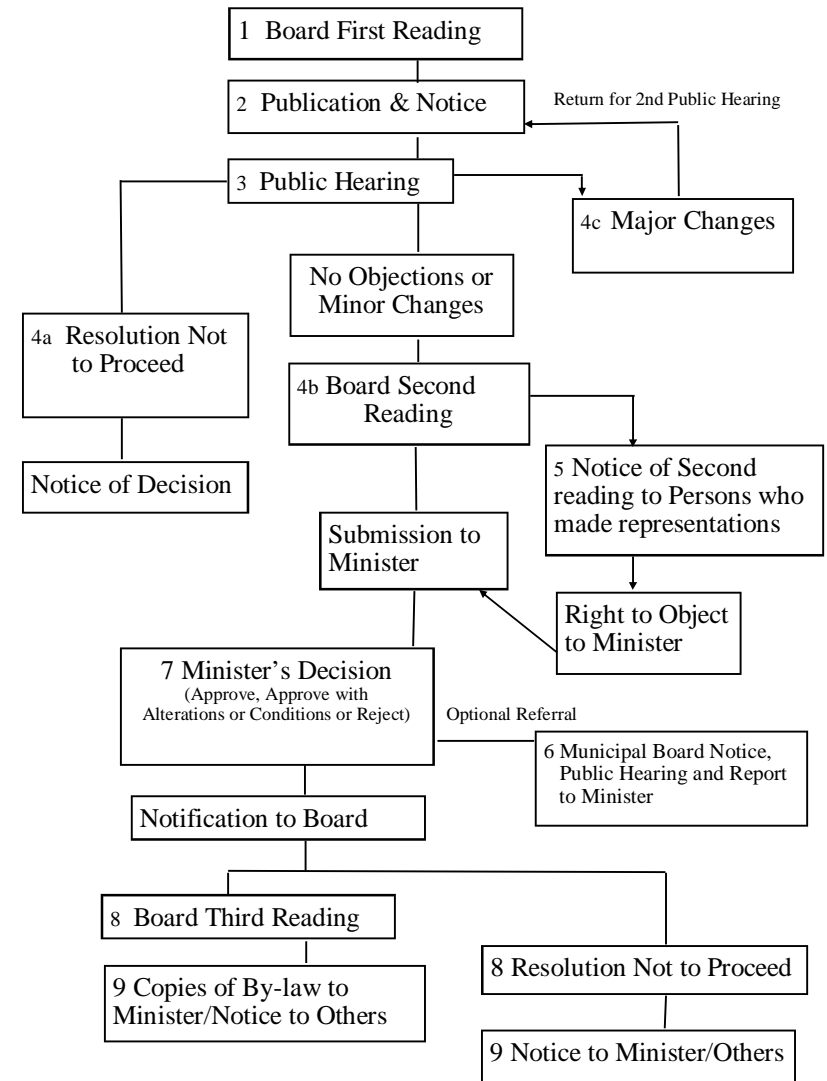 1 Board First Reading
2 Publication & Notice
Return for 2nd Public Hearing
3 Public Hearing
4c Major Changes
No Objections or
Minor Changes
4a Resolution Not
to Proceed
4b Board Second
Reading
Notice of Decision
5 Notice of Second
reading to Persons who
made representations
Submission to
Minister
Right to Object
to Minister
7 Minister’s Decision
(Approve, Approve with
Alterations or Conditions or Reject)
Optional Referral
6 Municipal Board Notice,
Public Hearing and Report
to Minister
Notification to Board
8 Board Third Reading
8 Resolution Not to Proceed
9 Copies of By-law to
Minister/Notice to Others
9 Notice to Minister/Others